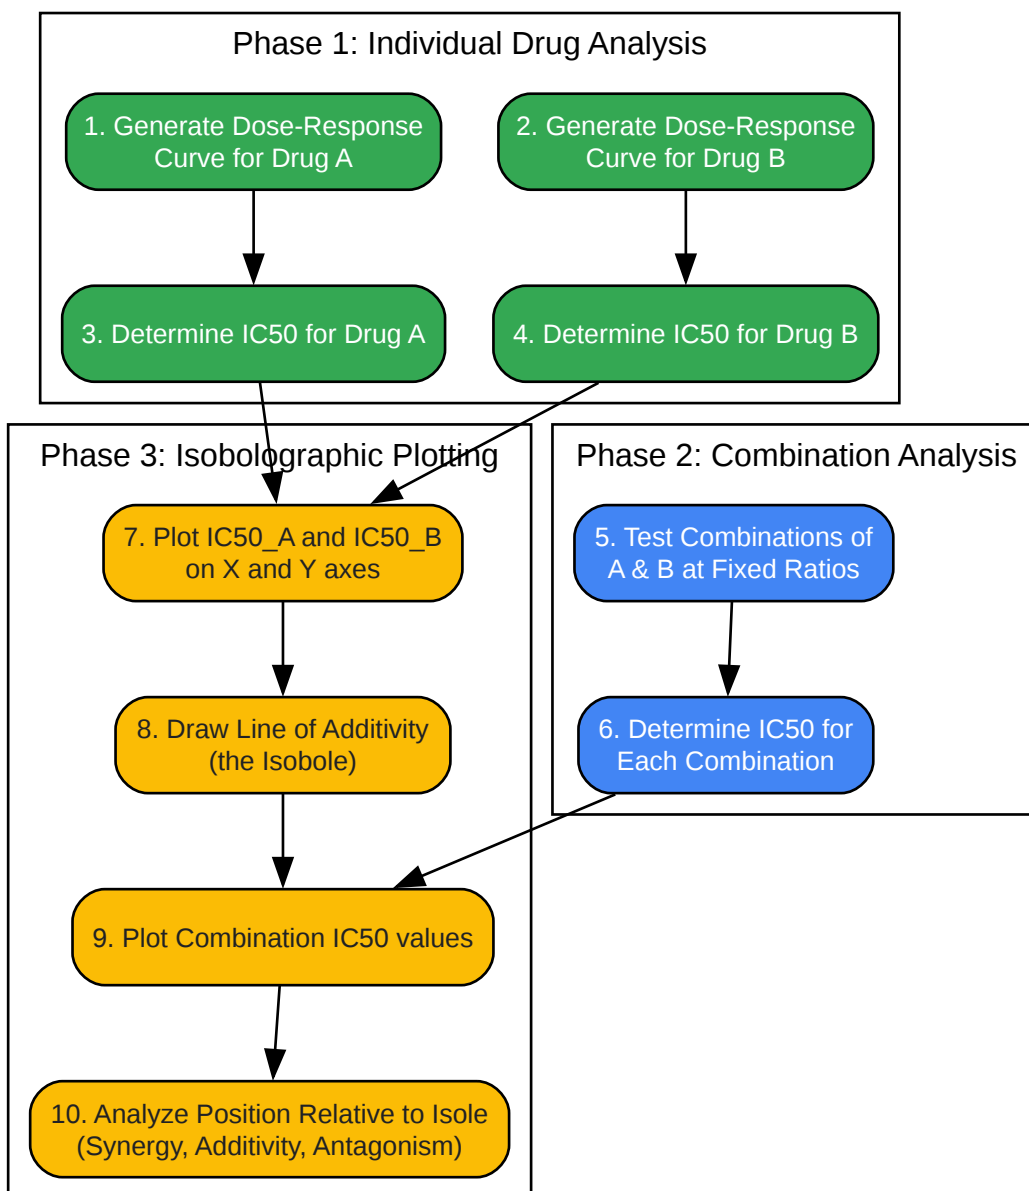 Phase 1: Individual Drug Analysis
1. Generate Dose-Response
Curve for Drug A
2. Generate Dose-Response
Curve for Drug B
3. Determine IC50 for Drug A
4. Determine IC50 for Drug B
Phase 3: Isobolographic Plotting
Phase 2: Combination Analysis
7. Plot IC50_A and IC50_B
on X and Y axes
5. Test Combinations of
A & B at Fixed Ratios
8. Draw Line of Additivity
(the Isobole)
6. Determine IC50 for
Each Combination
9. Plot Combination IC50 values
10. Analyze Position Relative to Isole
(Synergy, Additivity, Antagonism)